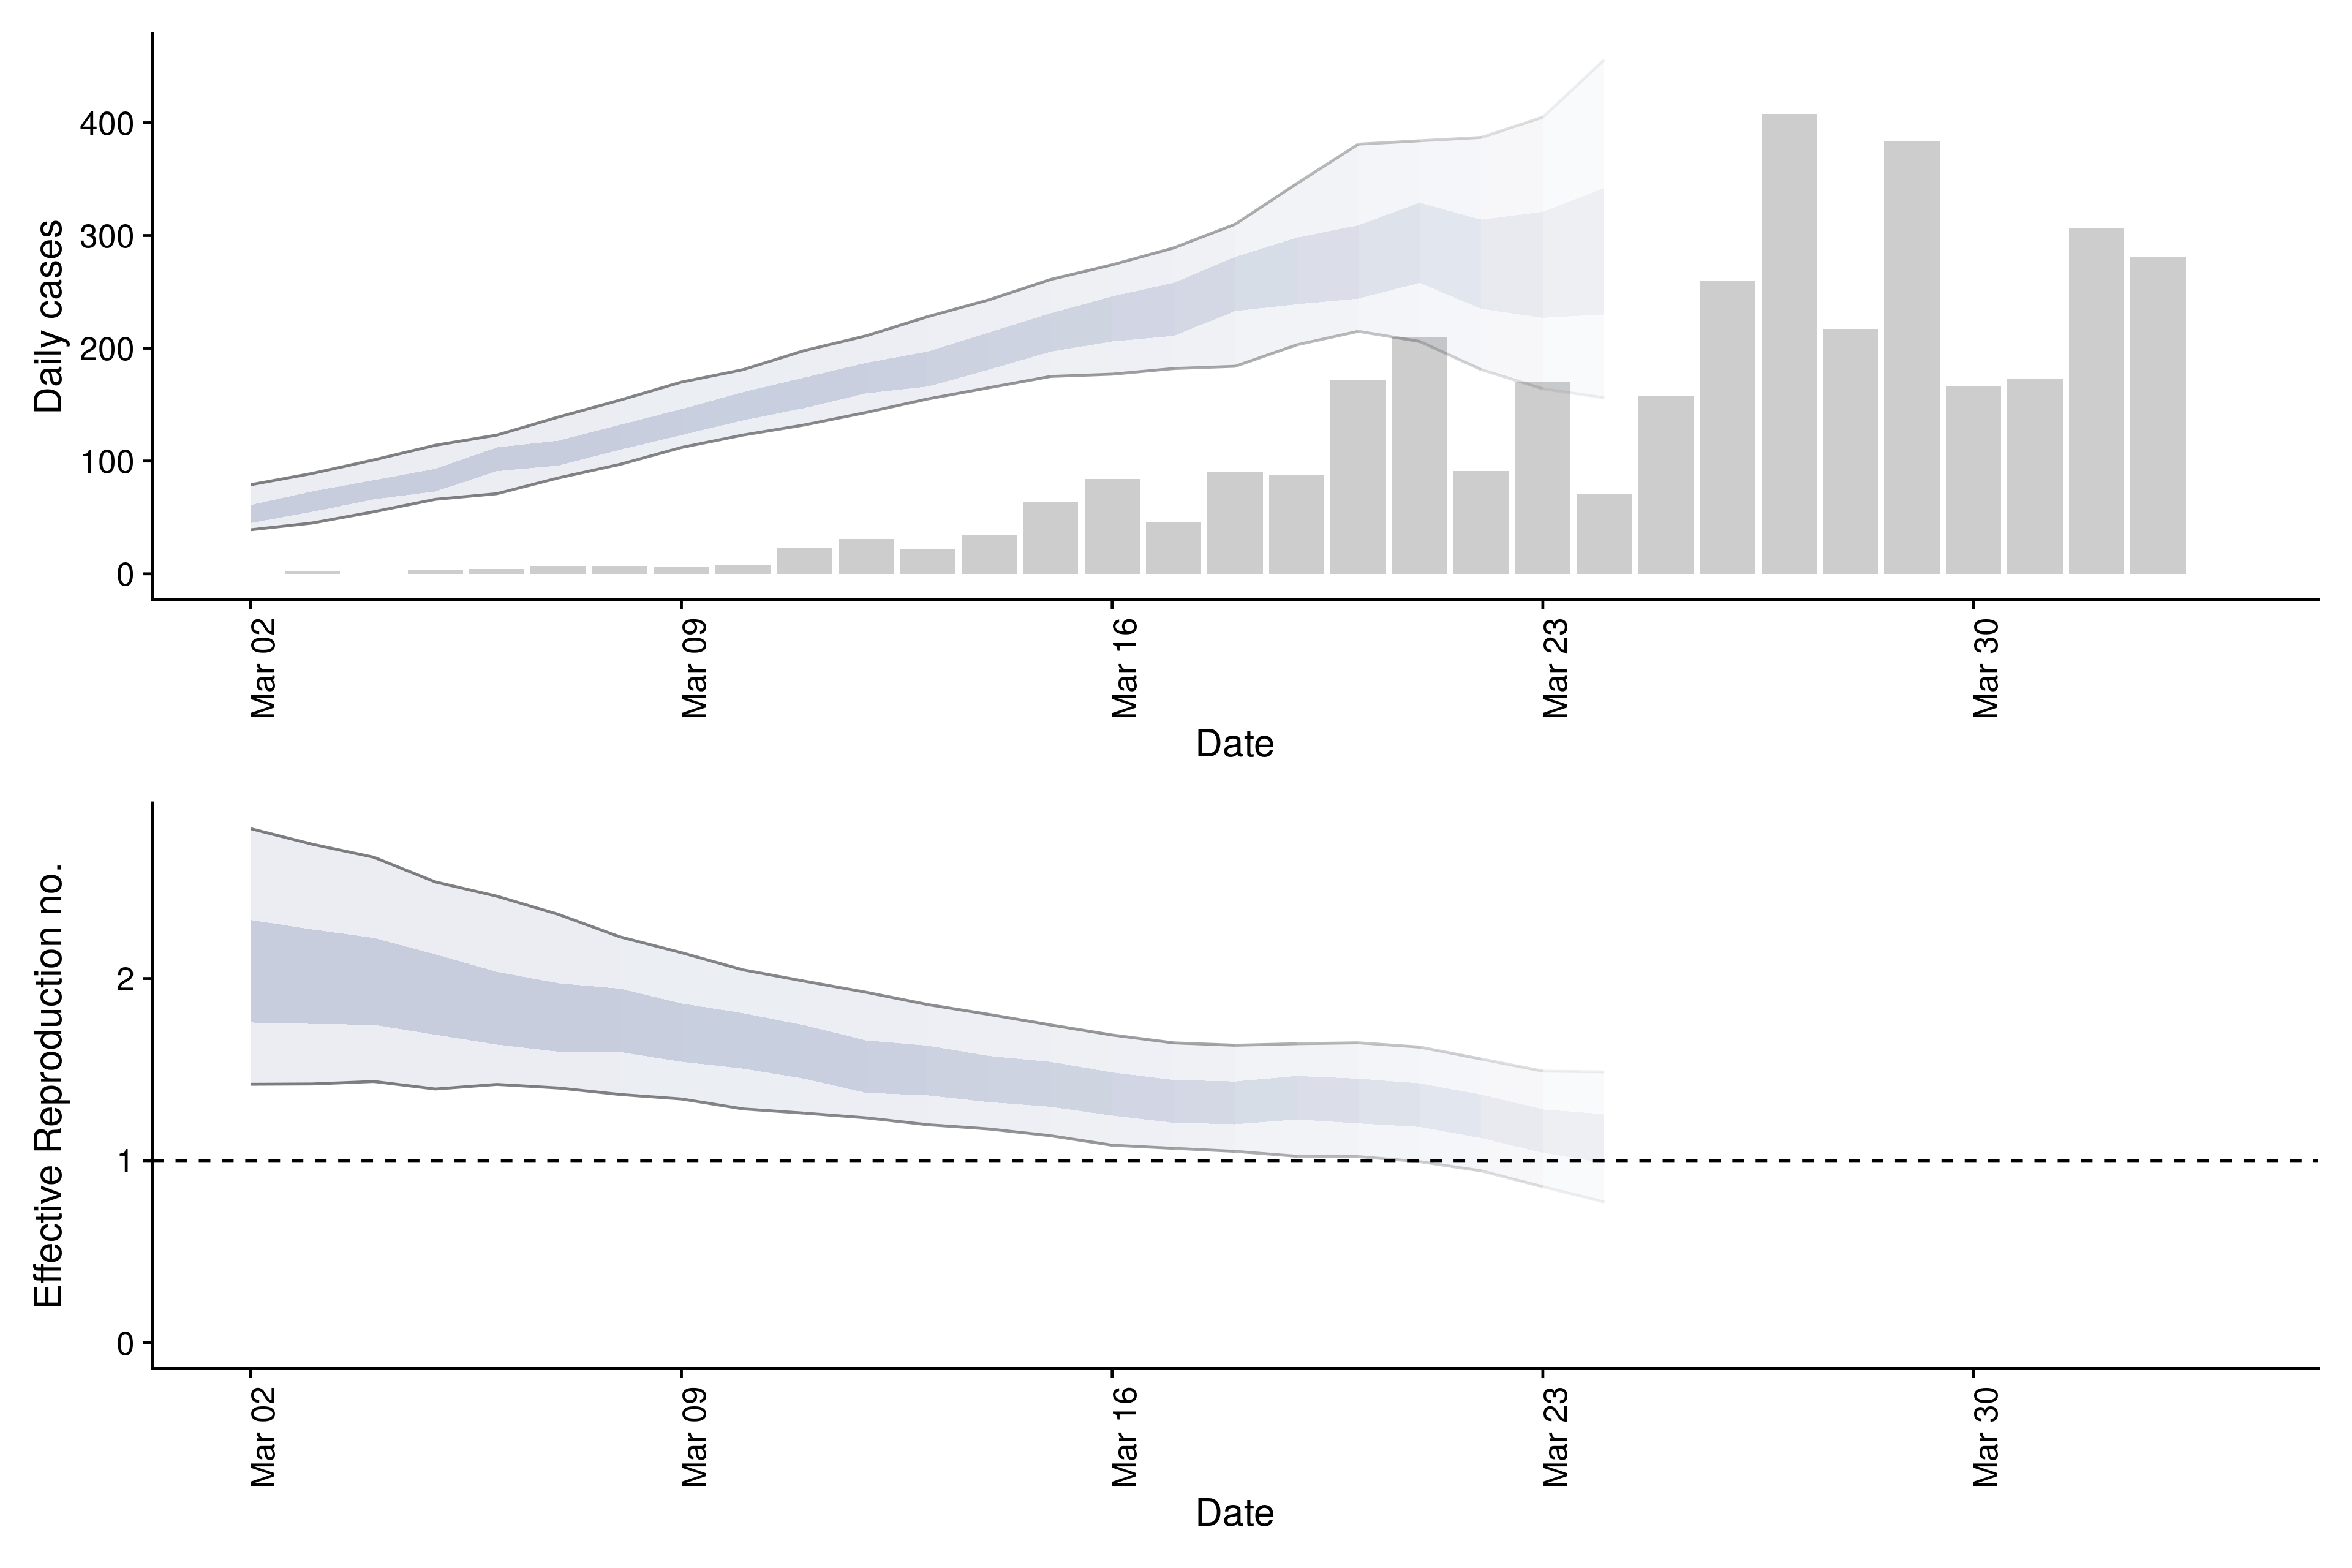 Daily cases
400
300
200
100
0
Mar 02
Mar 09
Mar 16
Mar 23
Mar 30
Date
Effective Reproduction no.
2
1
0
Mar 02
Mar 09
Mar 16
Mar 23
Mar 30
Date